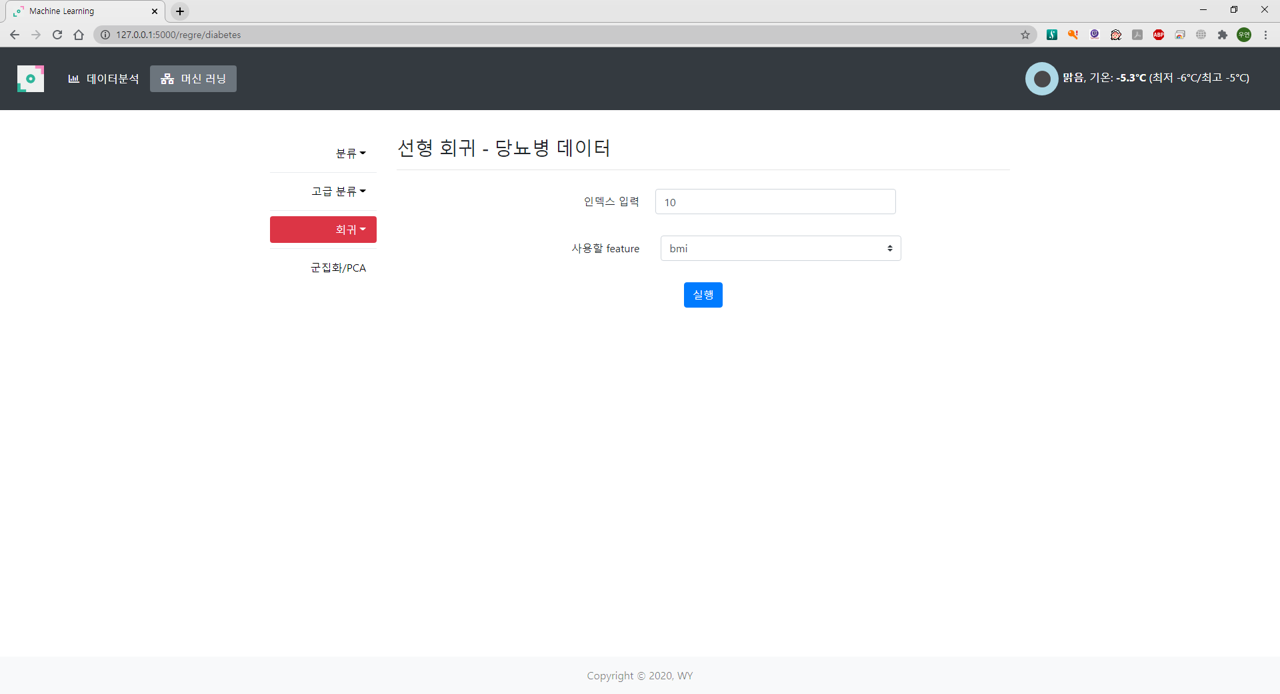 Machine Learning
127.0.0.1:5000/regre/diabetes
ABP
우연
데이터분석
머신 러닝
맑음, 기온: -5.3°C (최저 -6°C/최고 -5°C)
분류
고급 분류
회귀
군집화/PCA
선형 회귀 - 당뇨병 데이터
인덱스 입력 10
사용할 feature bmi
실행
Copyright © 2020, WY